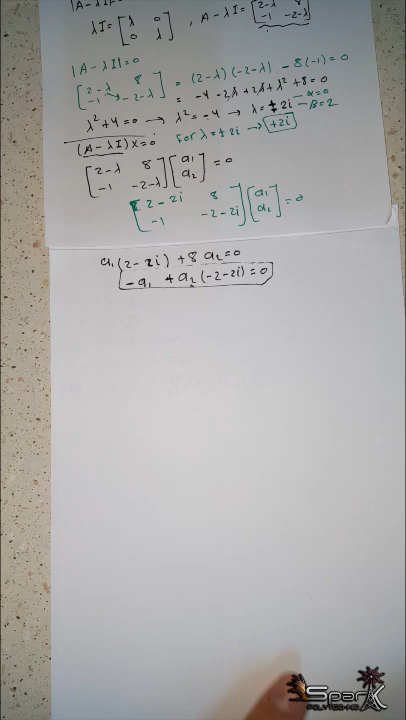 |A - λI| =
λI = [λ 0; 0 λ] , A - λI = [2-λ 8; -1 -2-λ]
|A - λI| = 0
[2-λ 8; -1 -2-λ] = (2-λ)(-2-λ) - 8(-1) = 0
= -4 - 2λ + 2λ + λ² + 8 = 0
λ² + 4 = 0 → λ² = -4 → λ = ± 2i α=0 β=2
(A - λI) X = 0 for λ = ± 2i → +2i
[2-λ 8; -1 -2-λ] [a₁; a₂] = 0
[2-2i 8; -1 -2-2i] [a₁; a₂] = 0
a₁(2-2i) + 8a₂ = 0
-a₁ + a₂(-2-2i) = 0
Spark
POLYTECHNIC